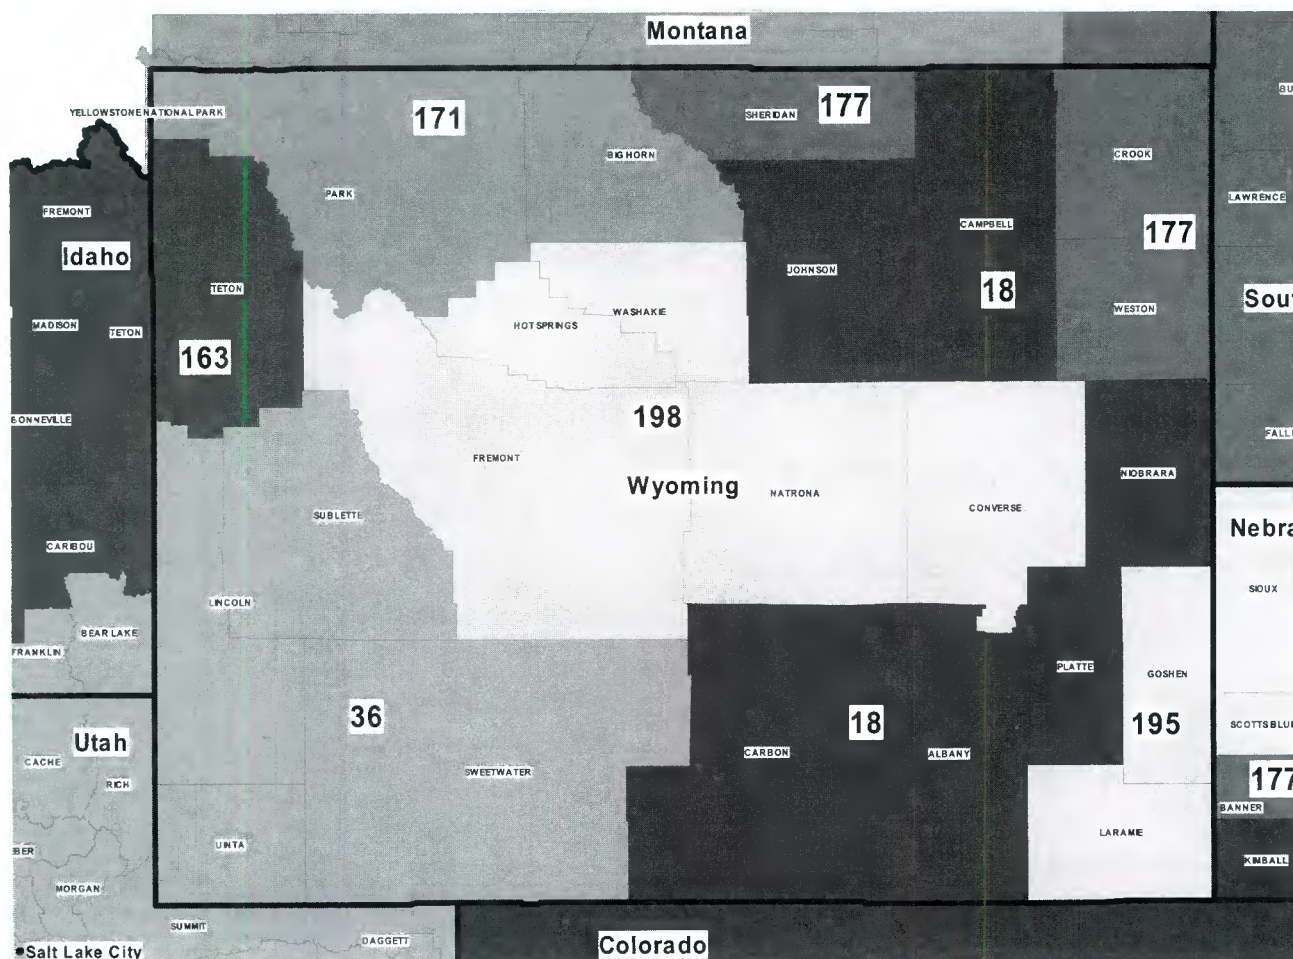 Montana
BU
YELLOWSTONE NATIONAL PARK
171
SHERIDAN
177
BIGHORN
CROOK
PARK
LAWRENCE
FREMONT
CAMPBELL
177
Idaho
JOHNSON
TETON
18
Sou
WESTON
HOT SPRINGS
WASHAKIE
MADISON
TETON
163
198
BONNEVILLE
FALL
FREMONT
NIOBRARA
Wyoming
NATRONA
CONVERSE
SUBLETTE
Nebra
CARIBOU
SIOUX
LINCOLN
BEAR LAKE
FRANKLIN
PLATTE
GOSHEN
36
18
195
SCOTTSBLU
Utah
CARBON
ALBANY
CACHE
SWEETWATER
RICH
177
BANNER
LARAMIE
UINTA
BER
KIMBALL
MORGAN
SUMMIT
DAGGETT
Colorado
Salt Lake City